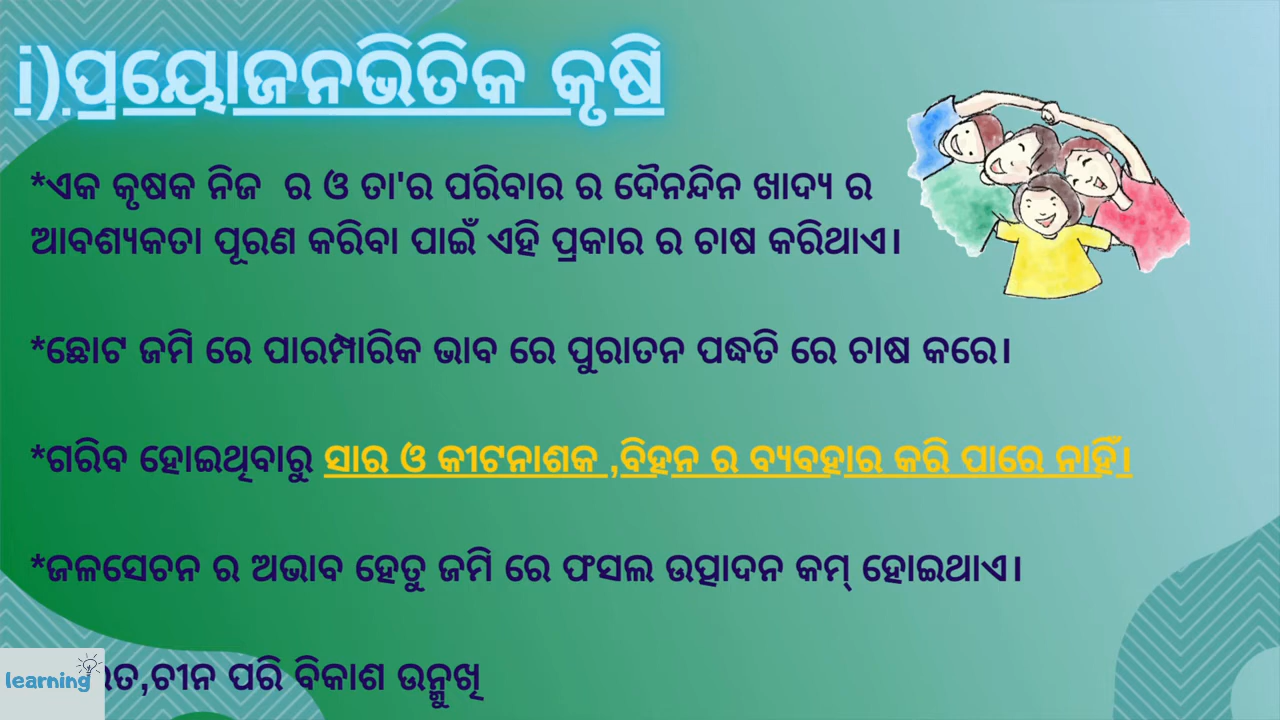 i)ପ୍ରୟୋଜନଭିତିକ କୃଷି
*ଏକ କୃଷକ ନିଜ ର ଓ ତା'ର ପରିବାର ର ଦୈନନ୍ଦିନ ଖାଦ୍ୟ ର
ଆବଶ୍ୟକତା ପୂରଣ କରିବା ପାଇଁ ଏହି ପ୍ରକାର ର ଚାଷ କରିଥାଏ।
*ଛୋଟ ଜମି ରେ ପାରମ୍ପାରିକ ଭାବ ରେ ପୁରାତନ ପଦ୍ଧତି ରେ ଚାଷ କରେ।
*ଗରିବ ହୋଇଥିବାରୁ ସାର ଓ କୀଟନାଶକ ,ବିହନ ର ବ୍ୟବହାର କରି ପାରେ ନାହିଁ।
*ଜଳସେଚନ ର ଅଭାବ ହେତୁ ଜମି ରେ ଫସଲ ଉତ୍ପାଦନ କମ୍ ହୋଇଥାଏ।
,ଚୀନ ପରି ବିକାଶ ଉନ୍ମୁଖି
learning